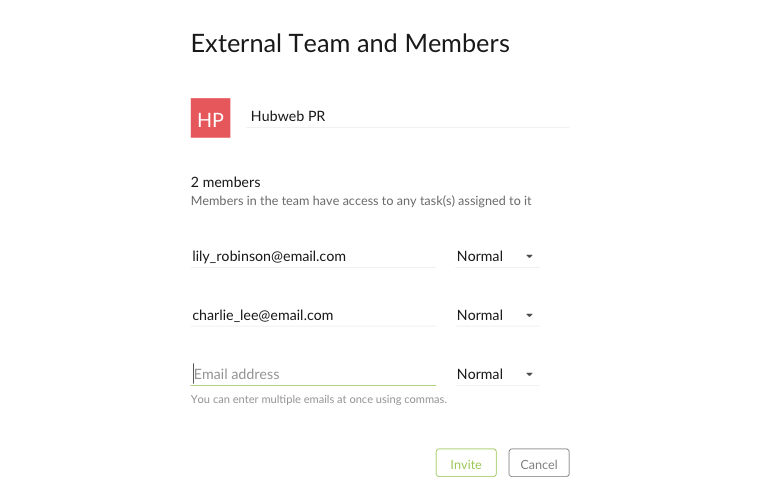 External Team and Members
HP
Hubweb PR
2 members
Members in the team have access to any task(s) assigned to it
lily_robinson@email.com Normal
charlie_lee@email.com Normal
Email address Normal
You can enter multiple emails at once using commas.
Invite Cancel